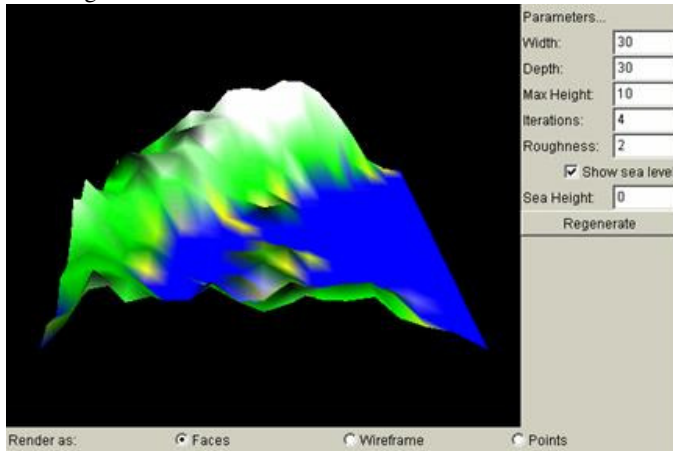 Parameters...
Width: 30
Depth: 30
Max Height: 10
Iterations: 4
Roughness: 2
Show sea level
Sea Height: 0
Regenerate
Render as: Faces Wireframe Points